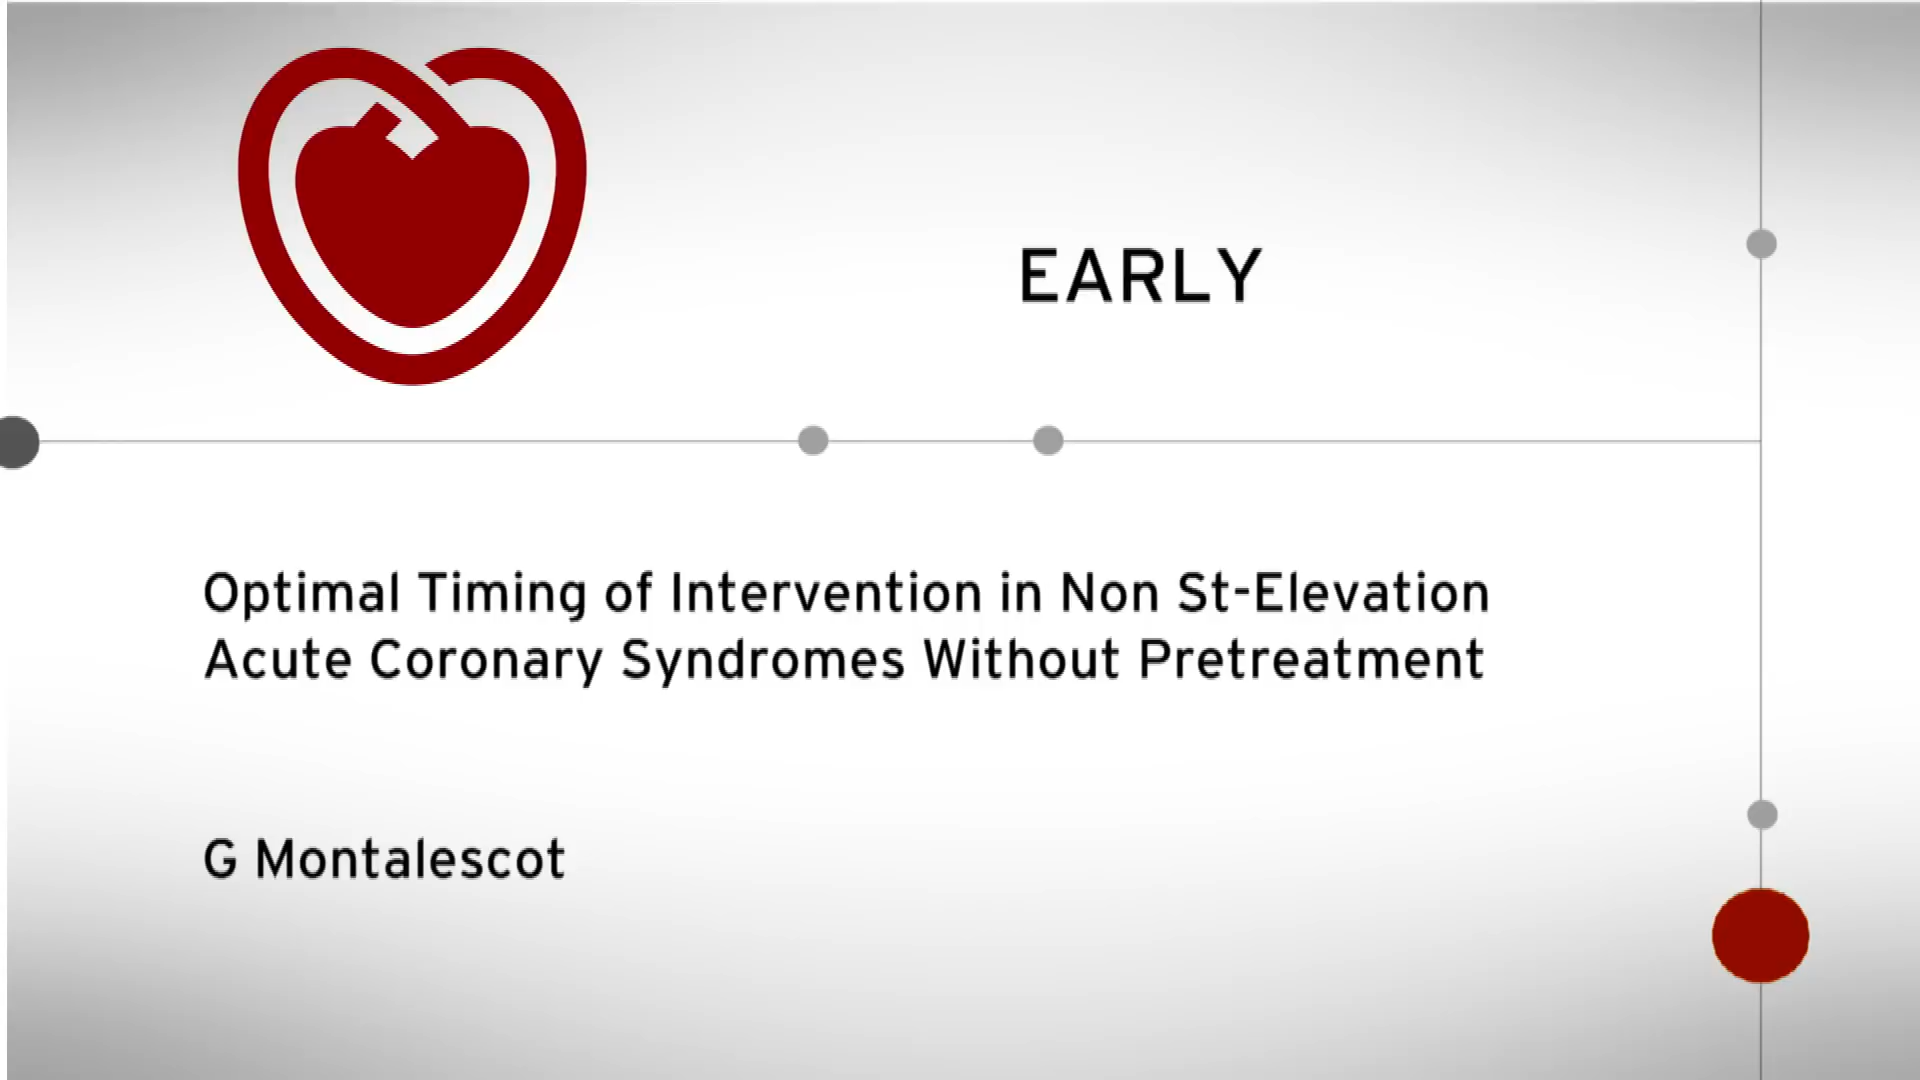 EARLY
Optimal Timing of Intervention in Non St-Elevation
Acute Coronary Syndromes Without Pretreatment
G Montalescot